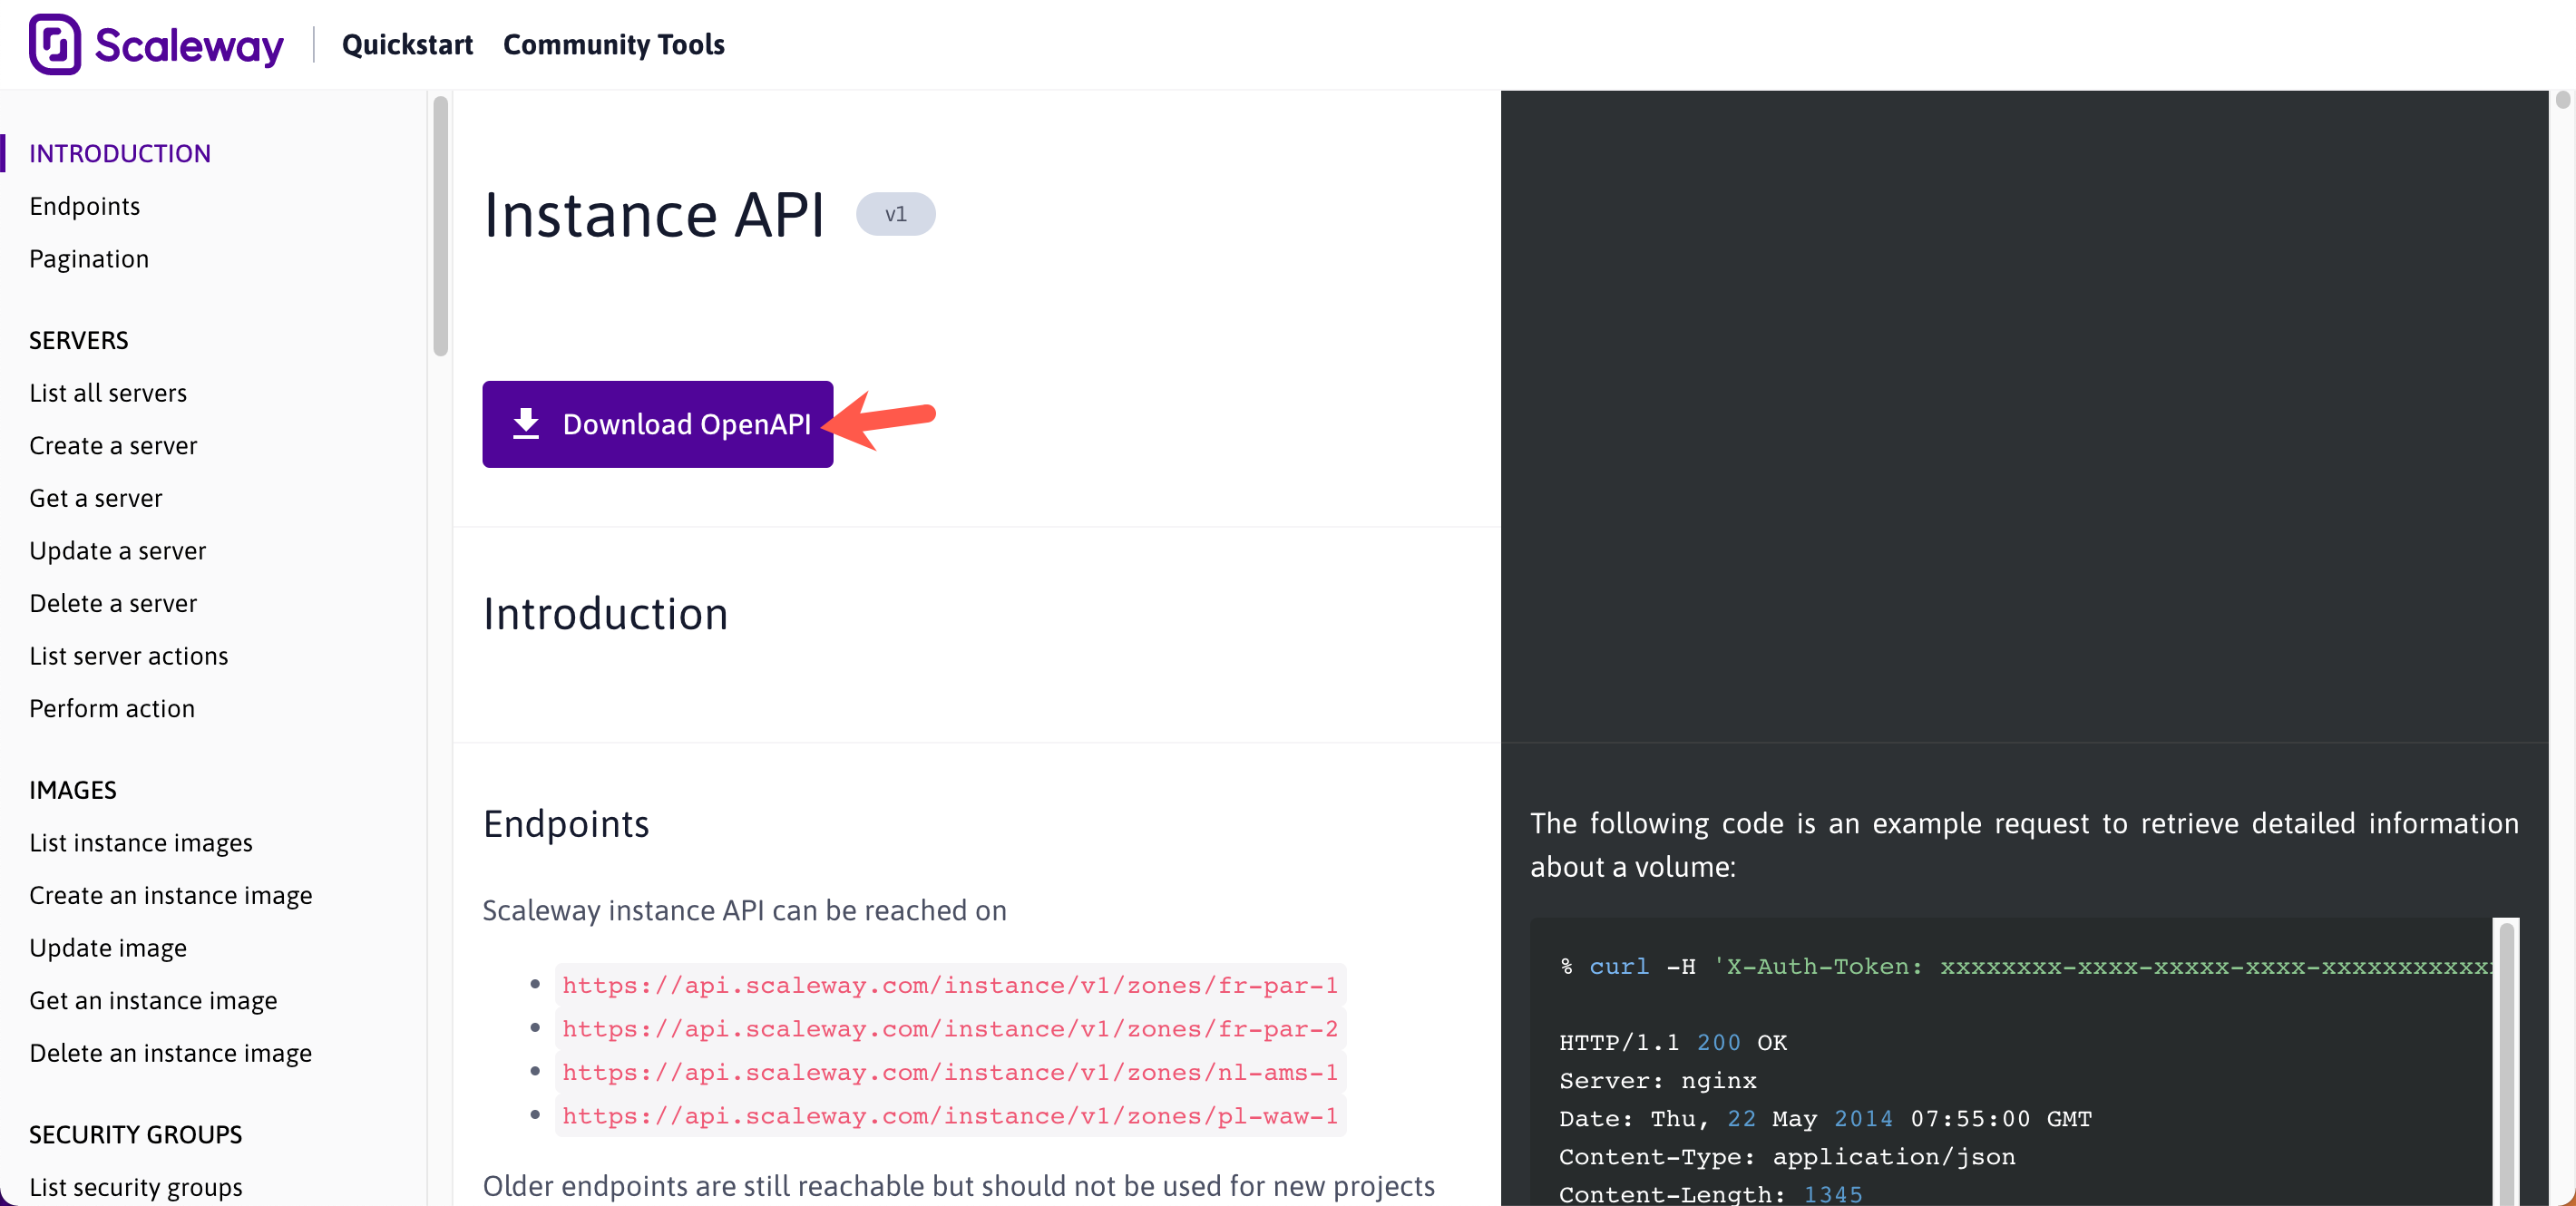 Scaleway
Quickstart
Community Tools
INTRODUCTION
Endpoints
Pagination
SERVERS
List all servers
Create a server
Get a server
Update a server
Delete a server
List server actions
Perform action
IMAGES
List instance images
Create an instance image
Update image
Get an instance image
Delete an instance image
SECURITY GROUPS
List security groups
Instance API v1
Download OpenAPI
Introduction
Endpoints
Scaleway instance API can be reached on
https://api.scaleway.com/instance/v1/zones/fr-par-1
https://api.scaleway.com/instance/v1/zones/fr-par-2
https://api.scaleway.com/instance/v1/zones/nl-ams-1
https://api.scaleway.com/instance/v1/zones/pl-waw-1
Older endpoints are still reachable but should not be used for new projects
The following code is an example request to retrieve detailed information
about a volume:
% curl -H 'X-Auth-Token: xxxxxxxx-xxxx-xxxxx-xxxx-xxxxxxxxxxx
HTTP/1.1 200 OK
Server: nginx
Date: Thu, 22 May 2014 07:55:00 GMT
Content-Type: application/json
Content-Length: 1345